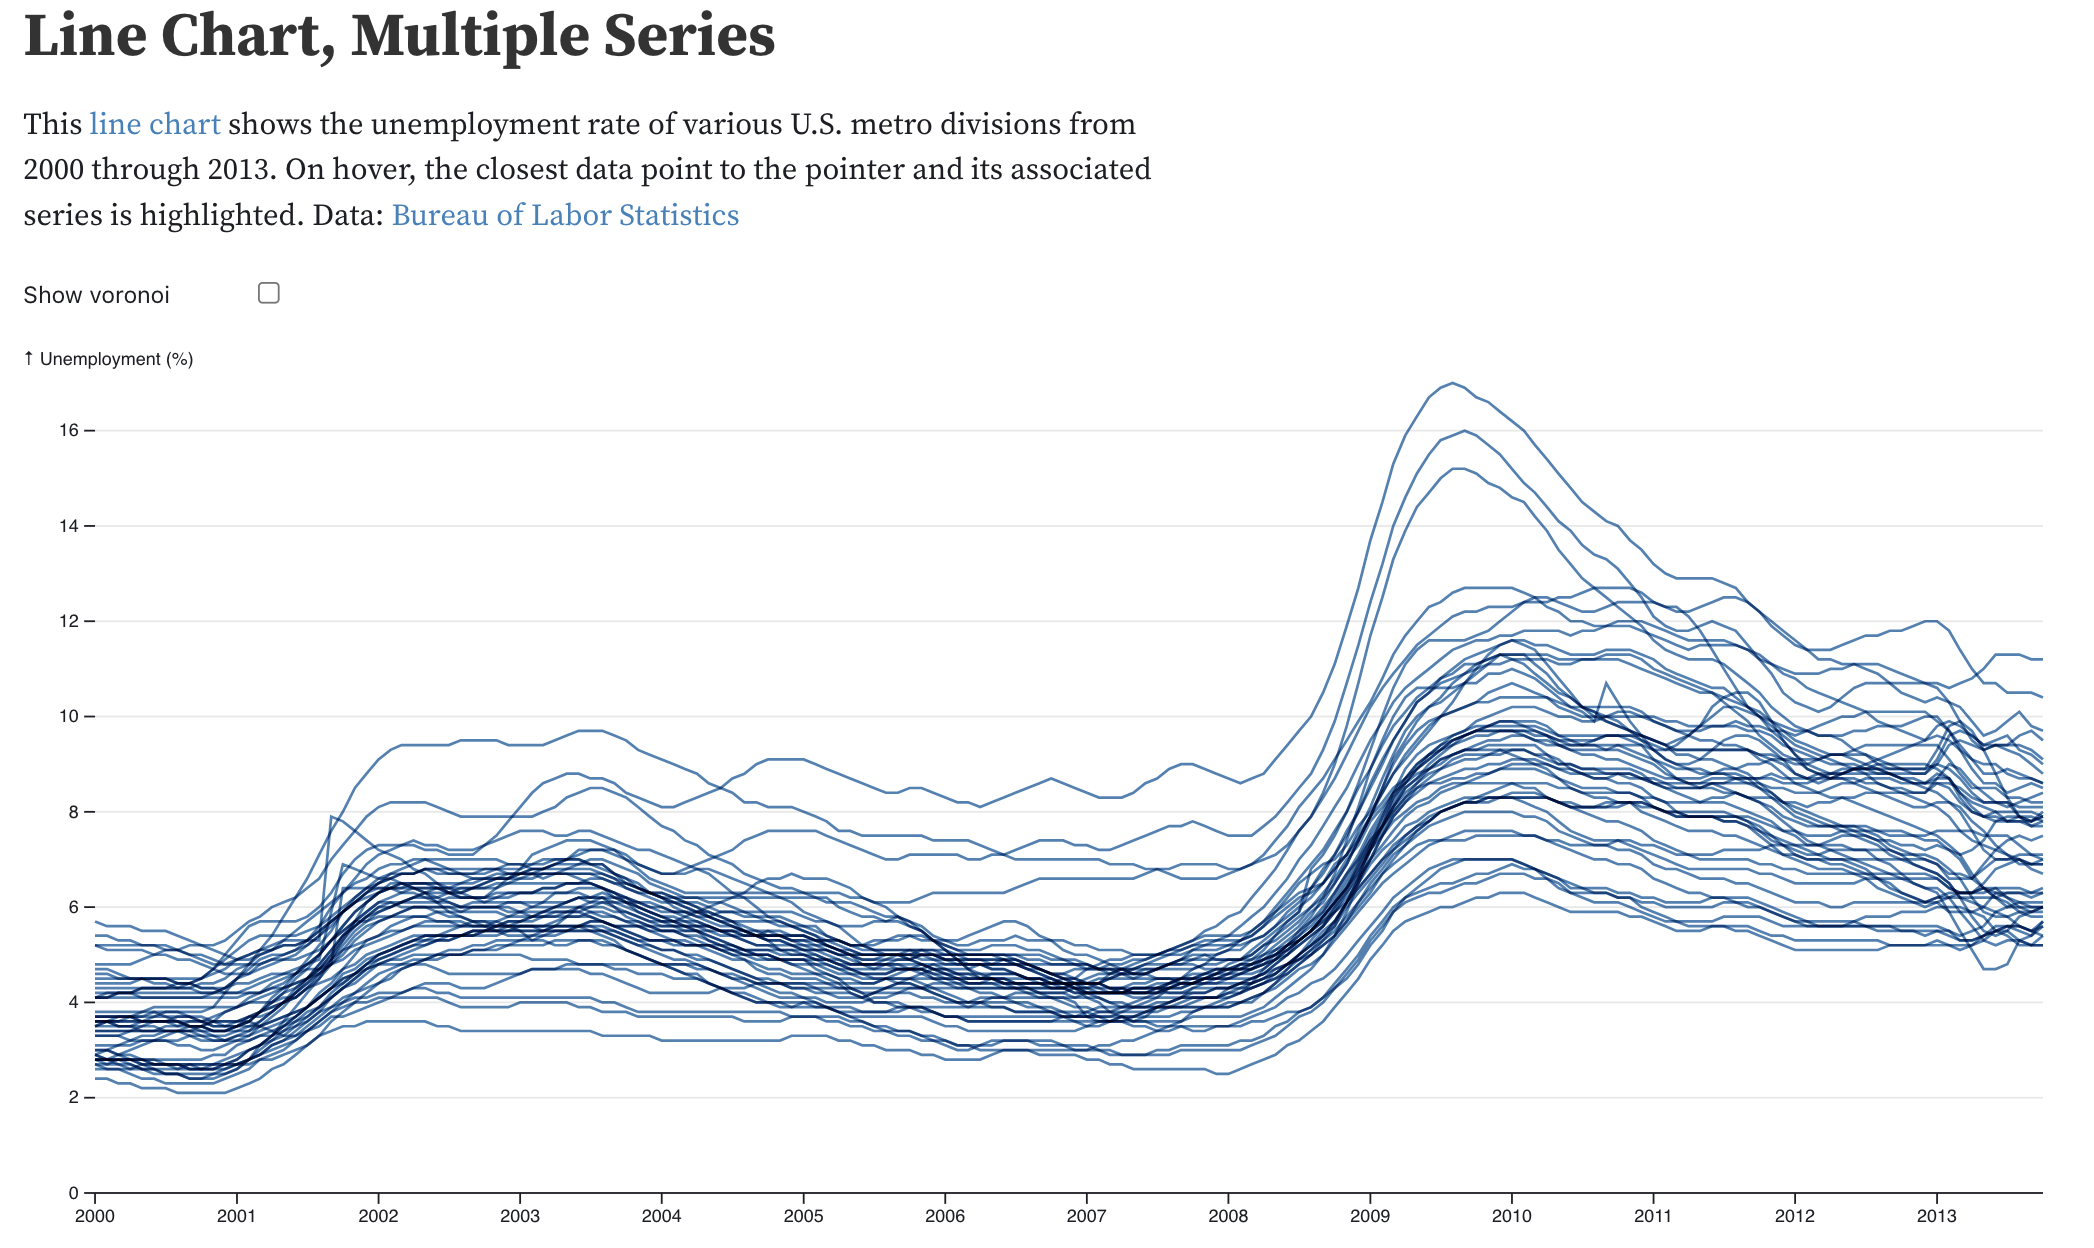 Line Chart, Multiple Series
This line chart shows the unemployment rate of various U.S. metro divisions from
2000 through 2013. On hover, the closest data point to the pointer and its associated
series is highlighted. Data: Bureau of Labor Statistics
Show voronoi
↑ Unemployment (%)
16
14
12
10
8
6
4
2
0
2000 2001 2002 2003 2004 2005 2006 2007 2008 2009 2010 2011 2012 2013